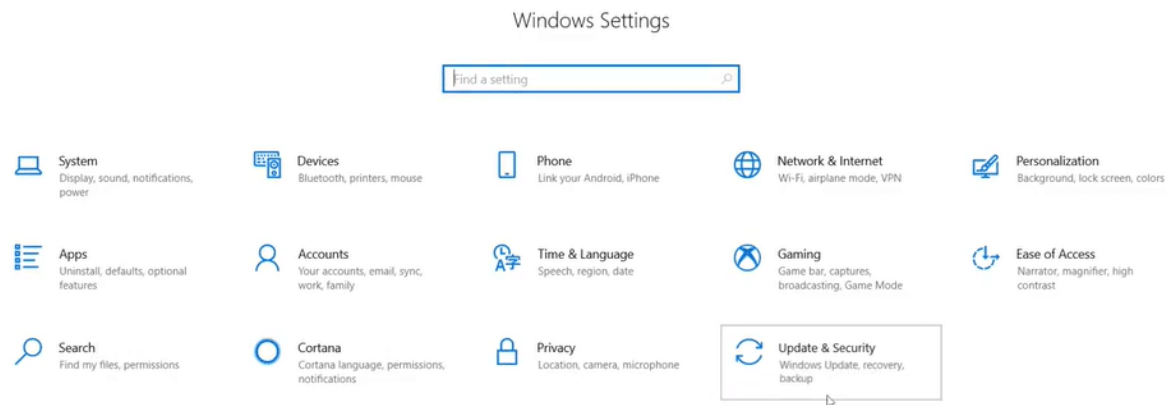 Windows Settings
Find a setting
System
Display, sound, notifications,
power
Devices
Bluetooth, printers, mouse
Phone
Link your Android, iPhone
Network & Internet
Wi-Fi, airplane mode, VPN
Personalization
Background, lock screen, colors
Apps
Uninstall, defaults, optional
features
Accounts
Your accounts, email, sync,
work, family
Time & Language
Speech, region, date
Gaming
Game bar, captures,
broadcasting, Game Mode
Ease of Access
Narrator, magnifier, high
contrast
Search
Find my files, permissions
Cortana
Cortana language, permissions,
notifications
Privacy
Location, camera, microphone
Update & Security
Windows Update, recovery,
backup